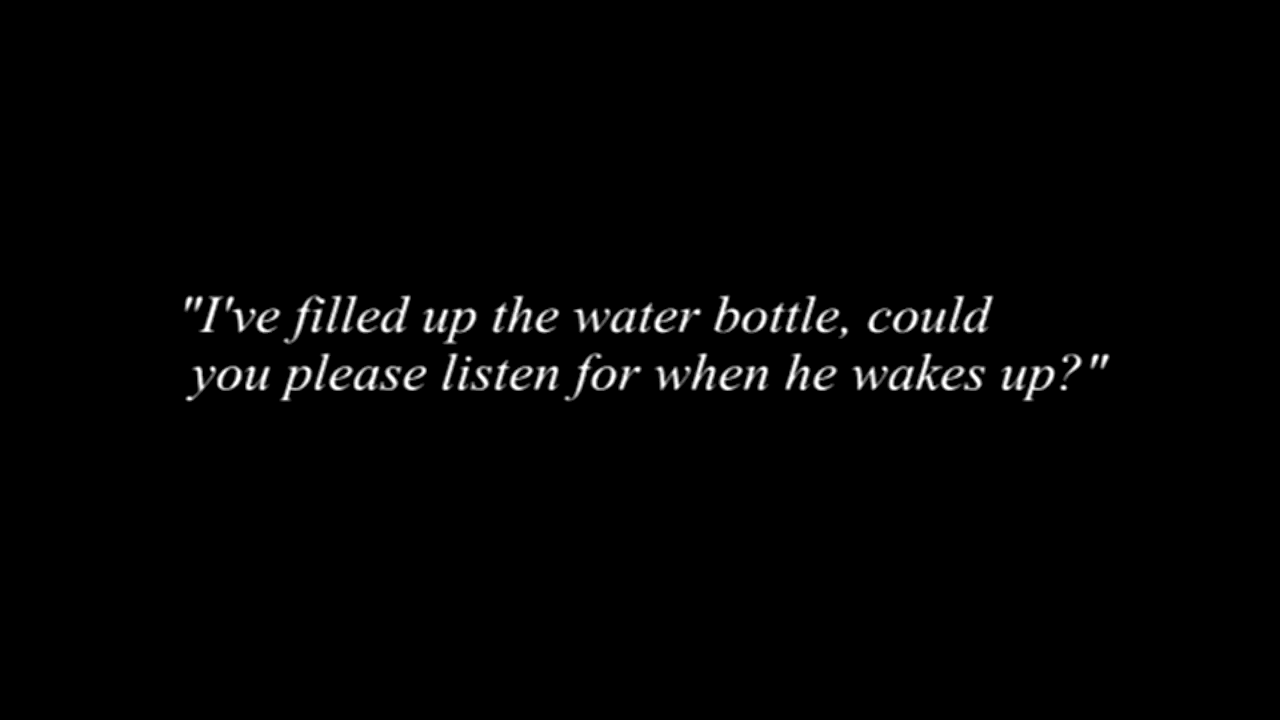 "I've filled up the water bottle, could
you please listen for when he wakes up?"